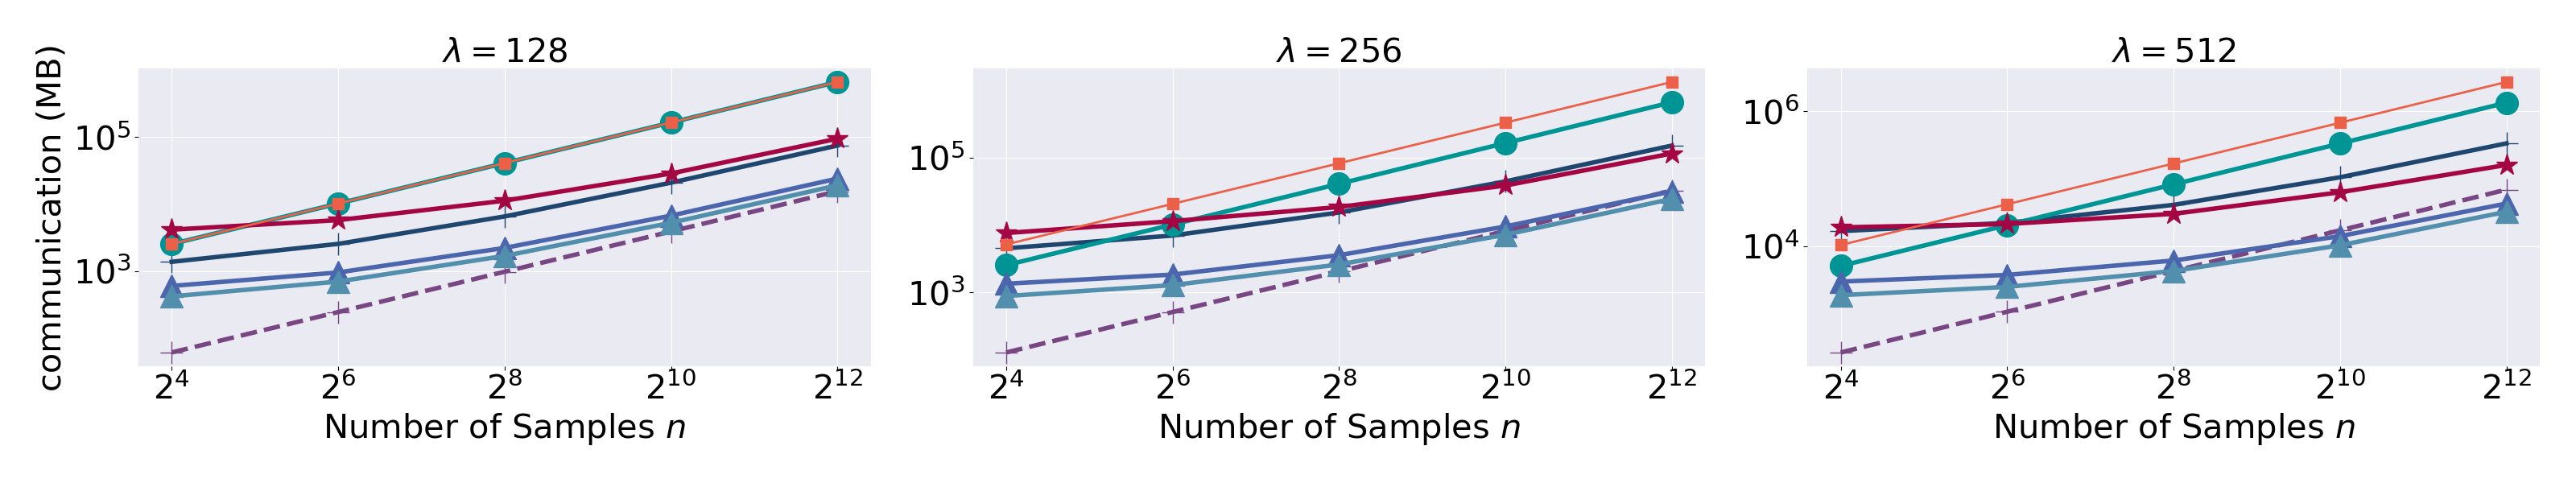 λ = 128
λ = 256
λ = 512
communication (MB)
10^5
10^3
10^5
10^3
10^6
10^4
2^4 2^6 2^8 2^10 2^12
2^4 2^6 2^8 2^10 2^12
2^4 2^6 2^8 2^10 2^12
Number of Samples n
Number of Samples n
Number of Samples n